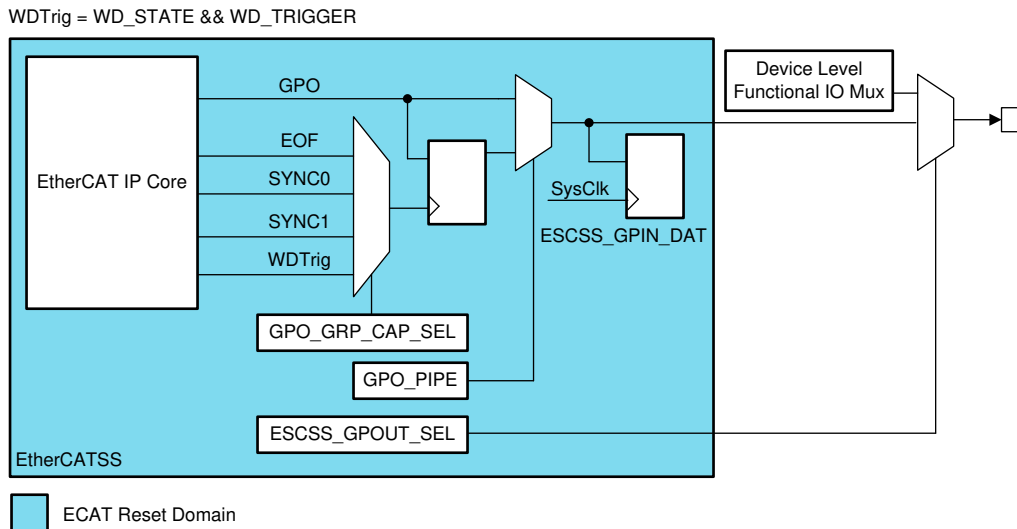 WDTrig = WD_STATE && WD_TRIGGER
GPO
EOF
EtherCAT IP Core
SYNC0
SYNC1
WDTrig
GPO_GRP_CAP_SEL
GPO_PIPE
ESCSS_GPOUT_SEL
EtherCATSS
SysClk
ESCSS_GPIN_DAT
Device Level
Functional IO Mux
ECAT Reset Domain